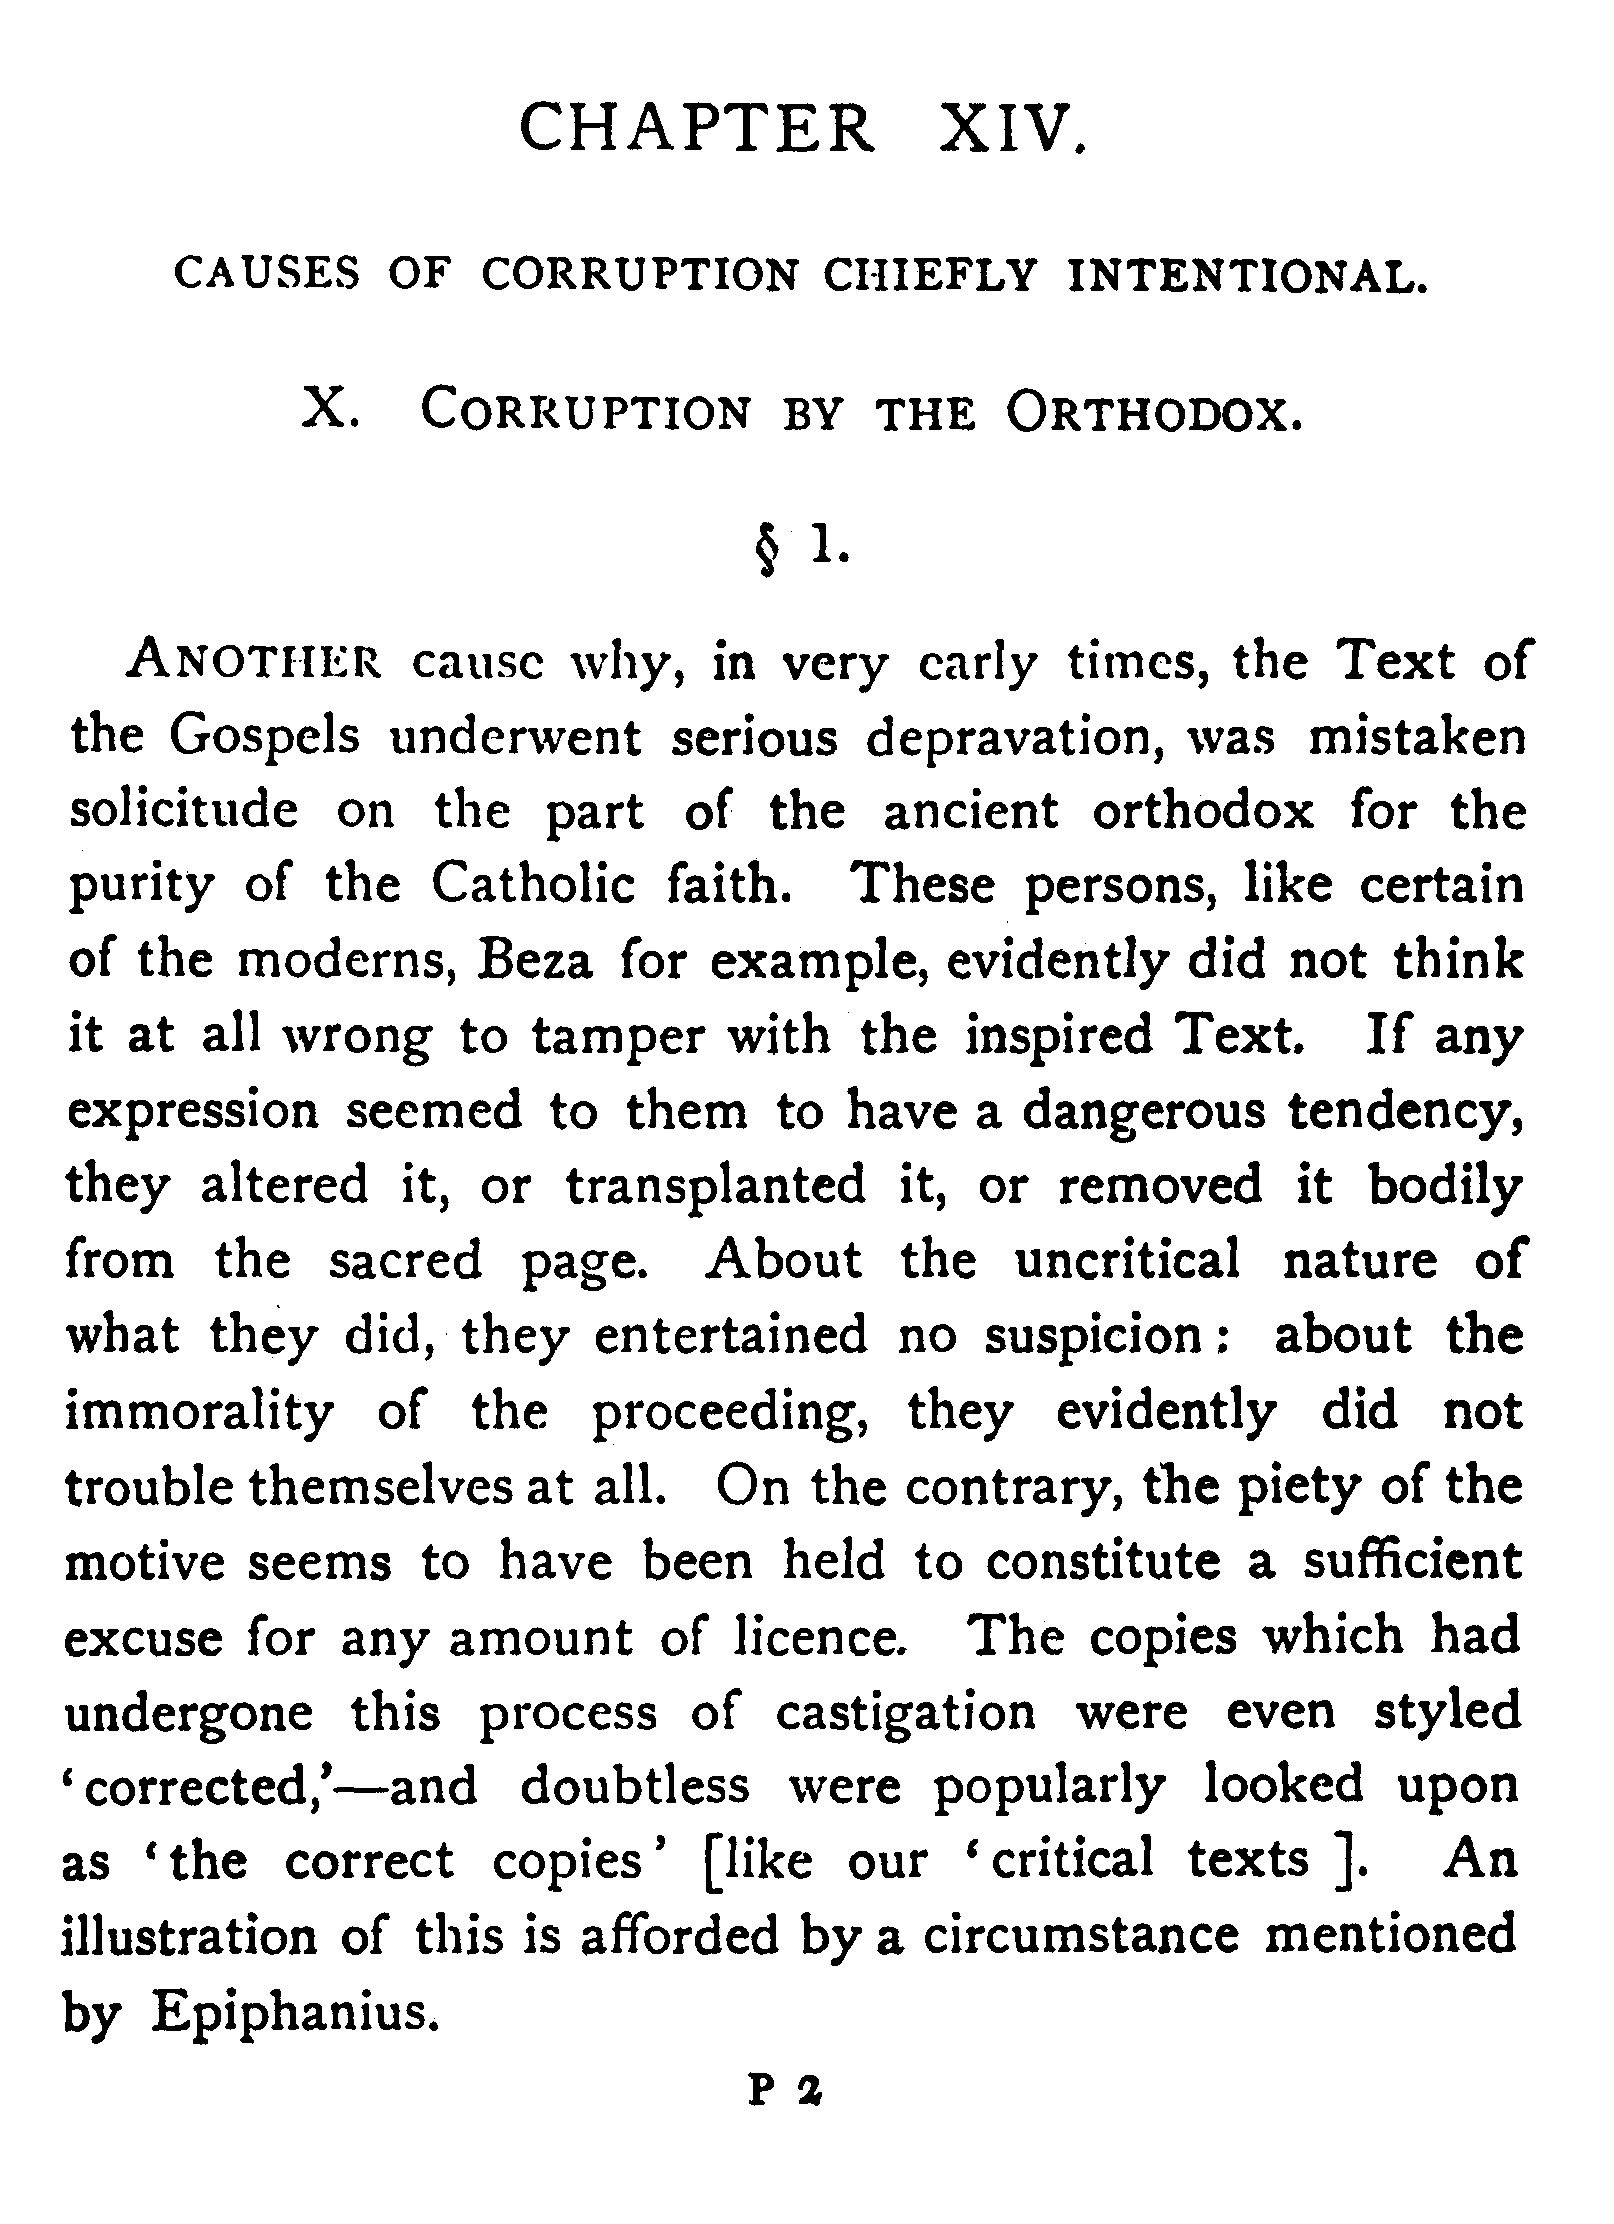 CHAPTER XIV.
CAUSES OF CORRUPTION CHIEFLY INTENTIONAL.
X. CORRUPTION BY THE ORTHODOX.
§ 1.
ANOTHER cause why, in very early times, the Text of
the Gospels underwent serious depravation, was mistaken
solicitude on the part of the ancient orthodox for the
purity of the Catholic faith. These persons, like certain
of the moderns, Beza for example, evidently did not think
it at all wrong to tamper with the inspired Text. If any
expression seemed to them to have a dangerous tendency,
they altered it, or transplanted it, or removed it bodily
from the sacred page. About the uncritical nature of
what they did, they entertained no suspicion: about the
immorality of the proceeding, they evidently did not
trouble themselves at all. On the contrary, the piety of the
motive seems to have been held to constitute a sufficient
excuse for any amount of licence. The copies which had
undergone this process of castigation were even styled
‘corrected,’—and doubtless were popularly looked upon
as ‘the correct copies’ [like our ‘critical texts ]. An
illustration of this is afforded by a circumstance mentioned
by Epiphanius.
P 2